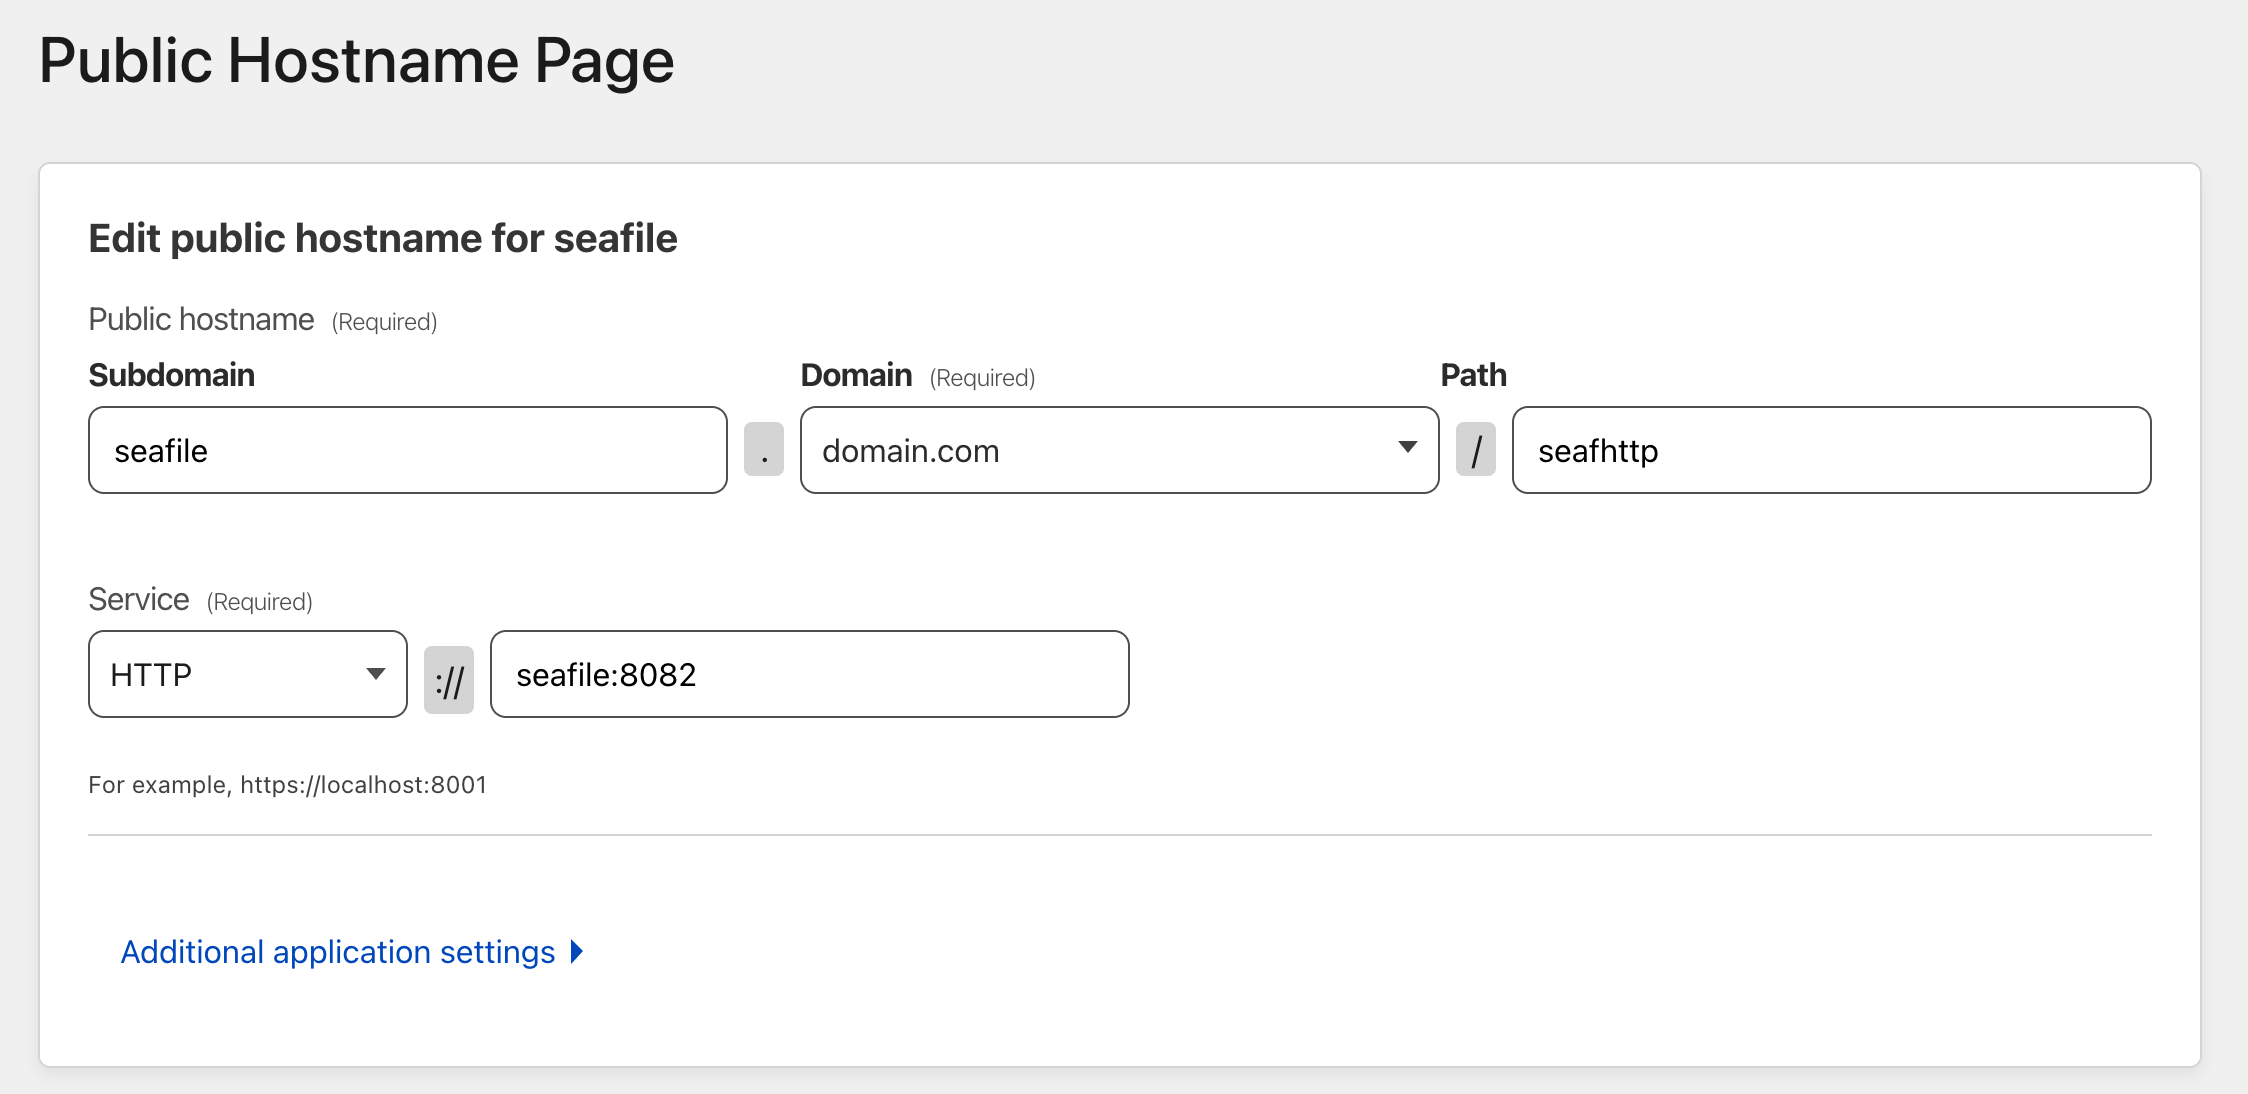 Public Hostname Page
Edit public hostname for seafile
Public hostname (Required)
Subdomain Domain (Required) Path
seafile . domain.com / seafhttp
Service (Required)
HTTP :// seafile:8082
For example, https://localhost:8001
Additional application settings